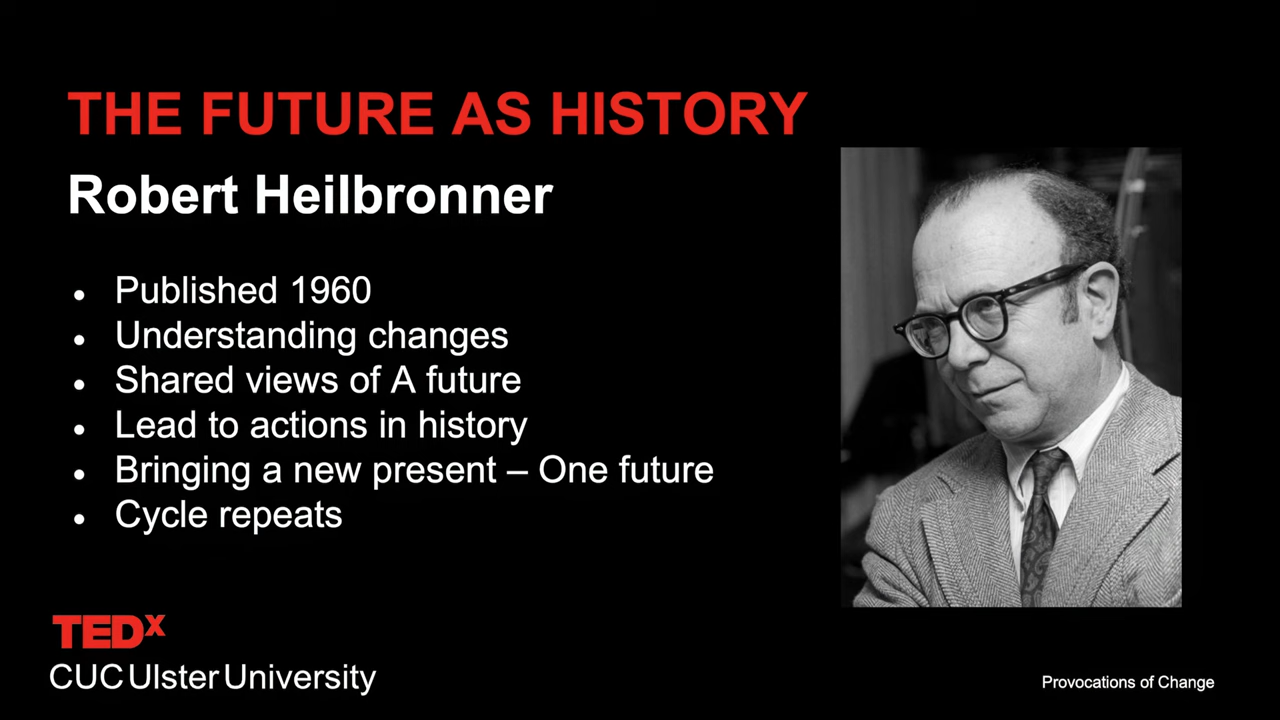 THE FUTURE AS HISTORY
Robert Heilbronner
• Published 1960
• Understanding changes
• Shared views of A future
• Lead to actions in history
• Bringing a new present – One future
• Cycle repeats
TEDx
CUC Ulster University
Provocations of Change